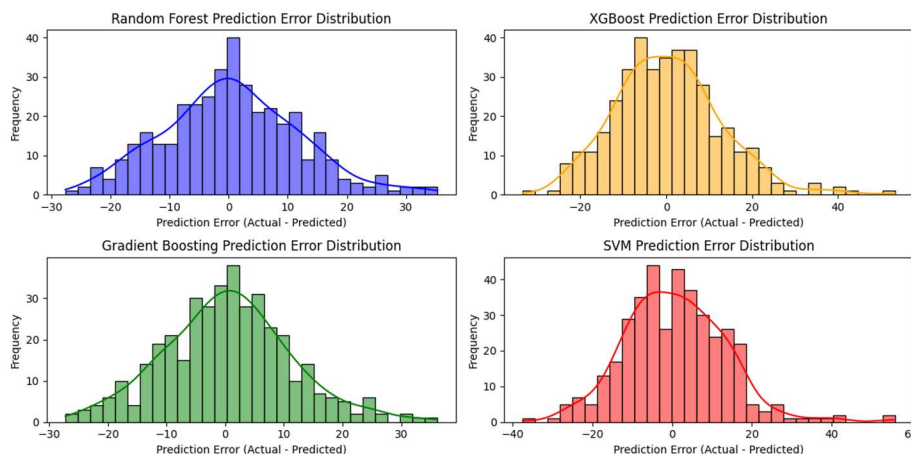 Random Forest Prediction Error Distribution
40
30
20
10
0
Frequency
−30 −20 −10 0 10 20 30
Prediction Error (Actual - Predicted)
XGBoost Prediction Error Distribution
40
30
20
10
0
Frequency
−20 0 20 40
Prediction Error (Actual - Predicted)
Gradient Boosting Prediction Error Distribution
30
20
10
0
Frequency
−30 −20 −10 0 10 20 30
Prediction Error (Actual - Predicted)
SVM Prediction Error Distribution
40
30
20
10
0
Frequency
−40 −20 0 20 40
Prediction Error (Actual - Predicted)